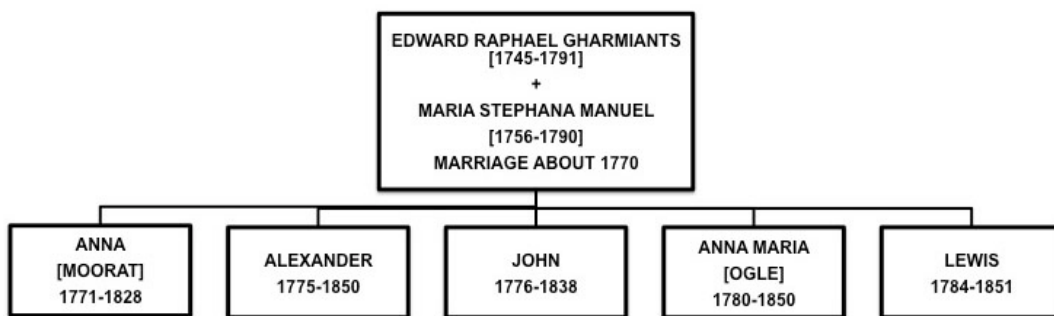 EDWARD RAPHAEL GHARMIANTS
[1745-1791]
+
MARIA STEPHANA MANUEL
[1756-1790]
MARRIAGE ABOUT 1770
ANNA
[MOORAT]
1771-1828
ALEXANDER
1775-1850
JOHN
1776-1838
ANNA MARIA
[OGLE]
1780-1850
LEWIS
1784-1851